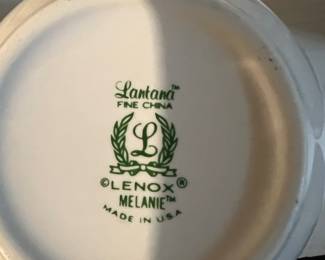 Lantana™
FINE CHINA
L
©LENOX®
MELANIE™
MADE IN U.S.A